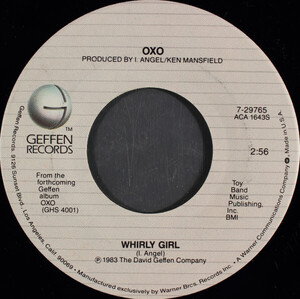 OXO
PRODUCED BY I. ANGEL/KEN MANSFIELD
TM
GEFFEN
RECORDS
7-29765
ACA 1643S
2:56
From the
forthcoming
Geffen
album
OXO
(GHS 4001)
Toy
Band
Music
Publishing,
Inc.
BMI
WHIRLY GIRL
(I. Angel)
℗1983 The David Geffen Company
Geffen Records, 9126 Sunset Blvd., Los Angeles, Calif. 90069 • Manufactured exclusively by Warner Bros. Records Inc., a Warner Communications Company
Made in U.S.A.